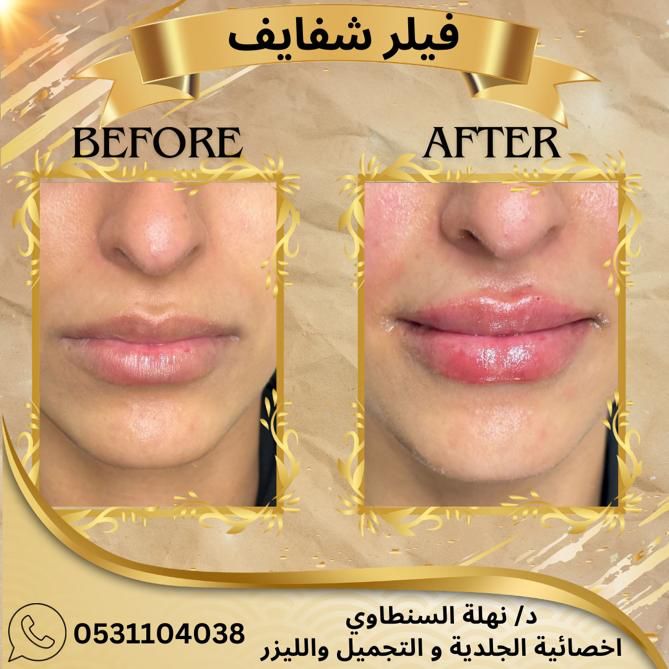 فيلر شفايف
BEFORE
AFTER
د/ نهلة السنطاوي
اخصائية الجلدية و التجميل والليزر
0531104038